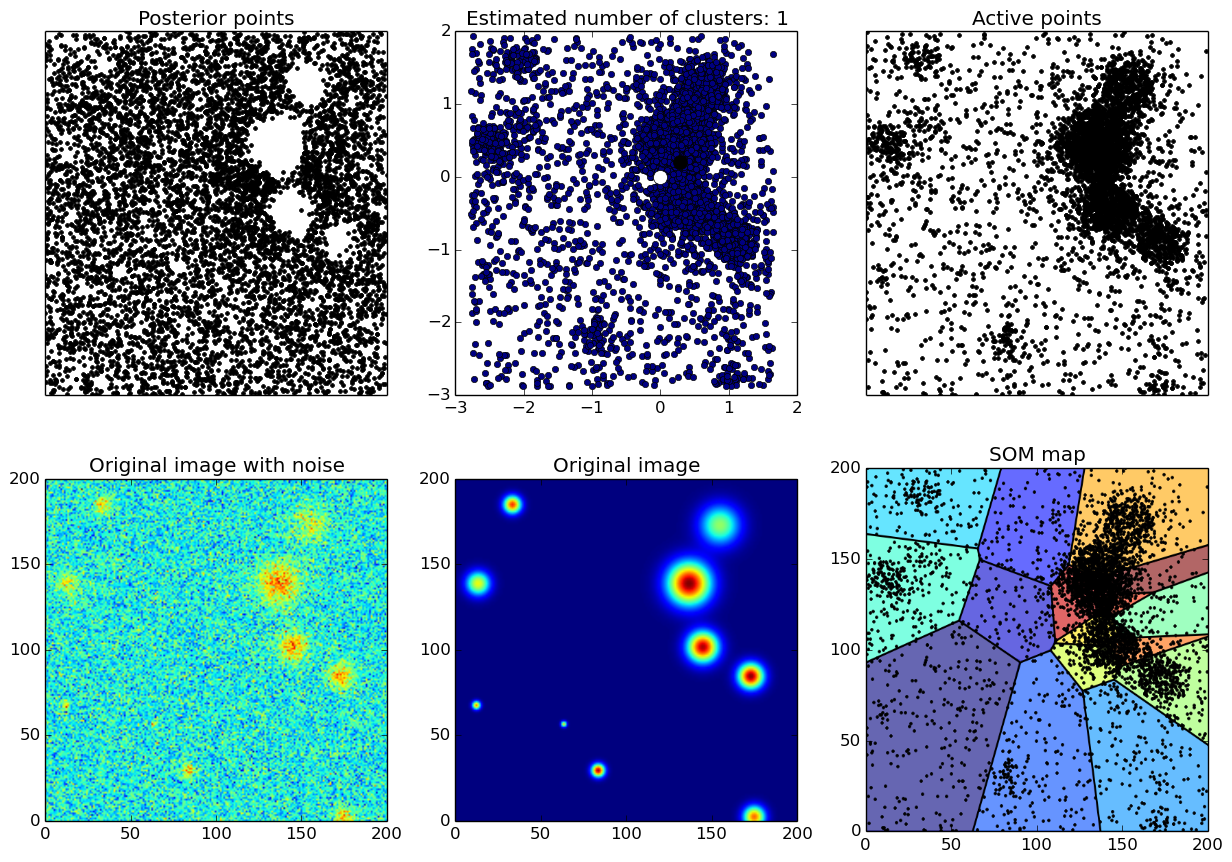 Posterior points
Estimated number of clusters: 1
Active points
2
1
0
−1
−2
−3
−3 −2 −1 0 1 2
Original image with noise
Original image
SOM map
200
150
100
50
0
0 50 100 150 200
200
150
100
50
0
0 50 100 150 200
200
150
100
50
0
0 50 100 150 200